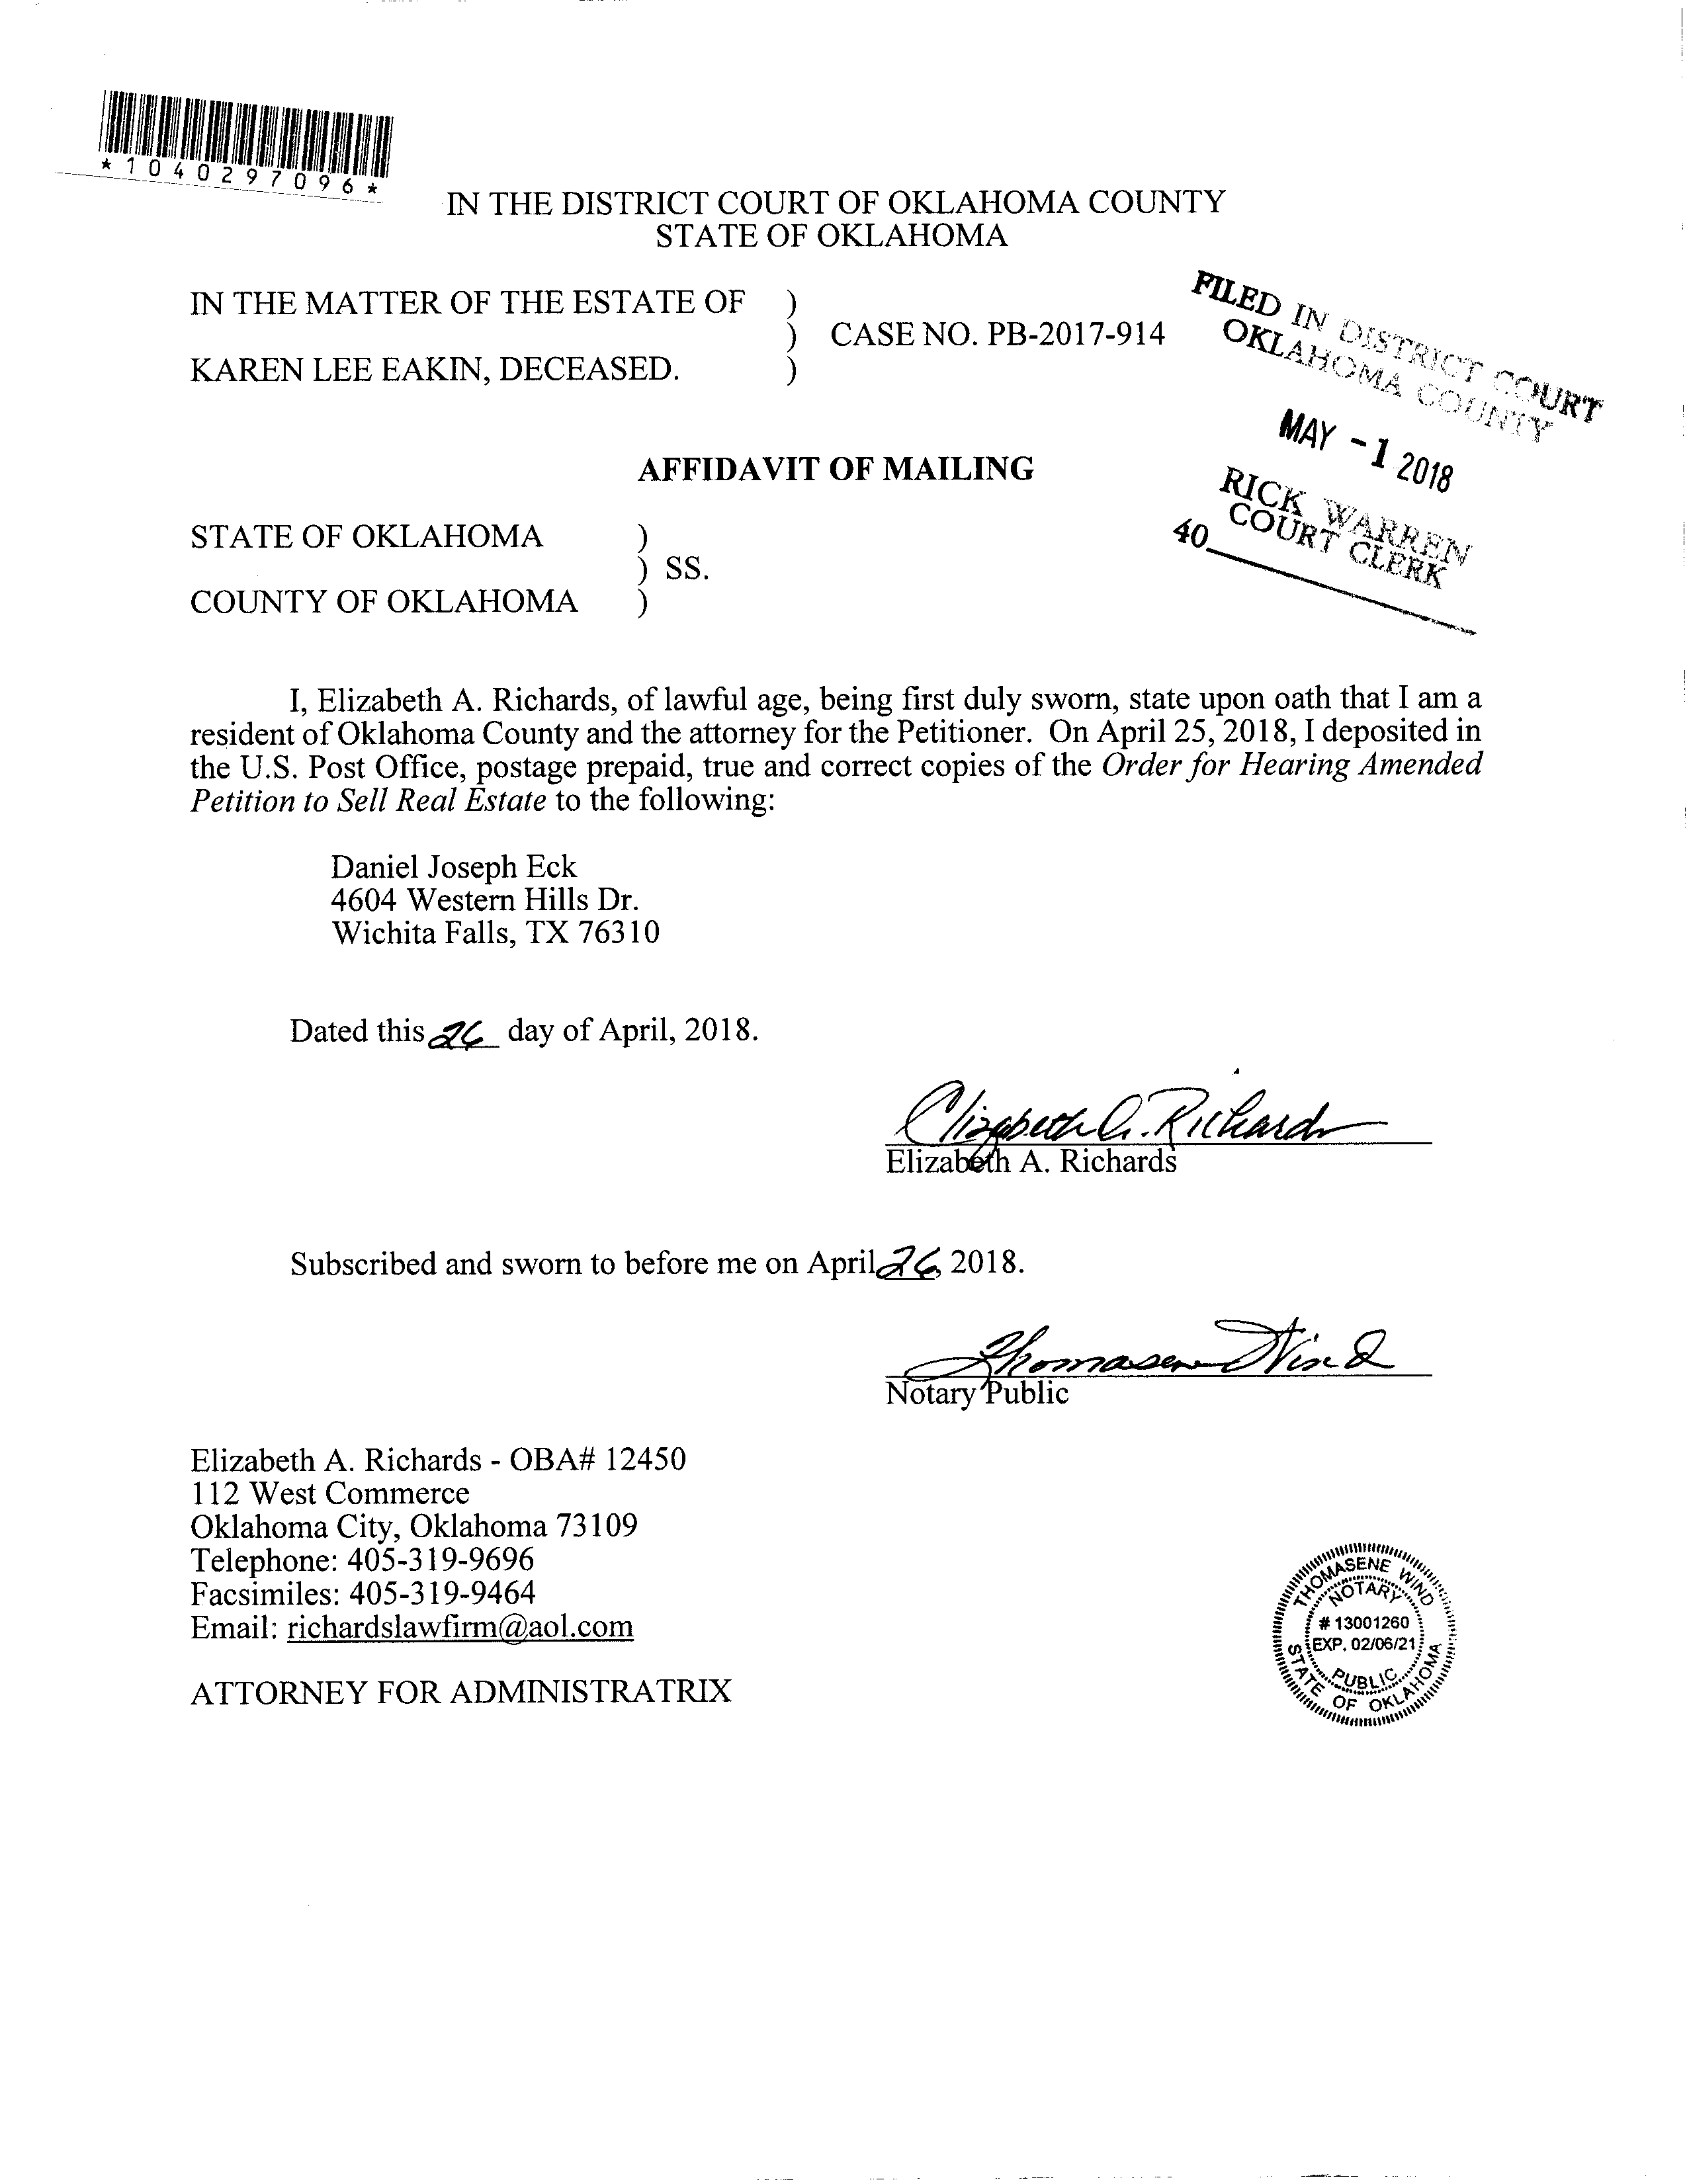 *1040297096*
IN THE DISTRICT COURT OF OKLAHOMA COUNTY
STATE OF OKLAHOMA
IN THE MATTER OF THE ESTATE OF )
) CASE NO. PB-2017-914
KAREN LEE EAKIN, DECEASED. )
FILED IN DISTRICT COURT
OKLAHOMA COUNTY
MAY -1 2018
RICK WARREN
COURT CLERK
40
AFFIDAVIT OF MAILING
STATE OF OKLAHOMA )
) SS.
COUNTY OF OKLAHOMA )
I, Elizabeth A. Richards, of lawful age, being first duly sworn, state upon oath that I am a
resident of Oklahoma County and the attorney for the Petitioner. On April 25, 2018, I deposited in
the U.S. Post Office, postage prepaid, true and correct copies of the Order for Hearing Amended
Petition to Sell Real Estate to the following:
Daniel Joseph Eck
4604 Western Hills Dr.
Wichita Falls, TX 76310
Dated this 26 day of April, 2018.
Elizabeth A. Richards
Elizabeth A. Richards
Subscribed and sworn to before me on April 26, 2018.
Thomasene Wind
Notary Public
Elizabeth A. Richards - OBA# 12450
112 West Commerce
Oklahoma City, Oklahoma 73109
Telephone: 405-319-9696
Facsimiles: 405-319-9464
Email: richardslawfirm@aol.com
ATTORNEY FOR ADMINISTRATRIX
THOMASENE WIND
NOTARY
# 13001260
EXP. 02/06/21
PUBLIC
STATE OF OKLAHOMA